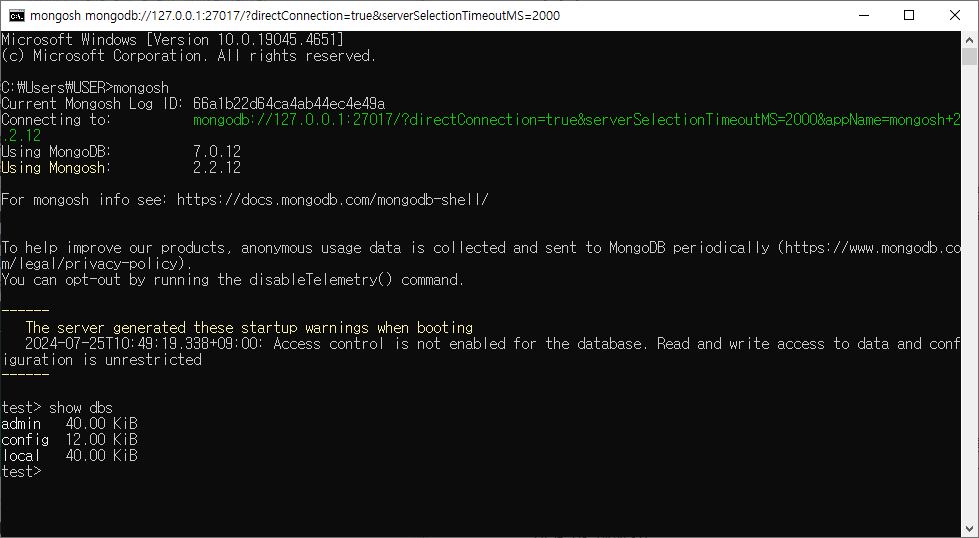 mongosh mongodb://127.0.0.1:27017/?directConnection=true&serverSelectionTimeoutMS=2000
Microsoft Windows [Version 10.0.19045.4651]
(c) Microsoft Corporation. All rights reserved.
C:₩Users₩USER>mongosh
Current Mongosh Log ID: 66a1b22d64ca4ab44ec4e49a
Connecting to: mongodb://127.0.0.1:27017/?directConnection=true&serverSelectionTimeoutMS=2000&appName=mongosh+2
.2.12
Using MongoDB: 7.0.12
Using Mongosh: 2.2.12
For mongosh info see: https://docs.mongodb.com/mongodb-shell/
To help improve our products, anonymous usage data is collected and sent to MongoDB periodically (https://www.mongodb.co
m/legal/privacy-policy).
You can opt-out by running the disableTelemetry() command.
------
The server generated these startup warnings when booting
2024-07-25T10:49:19.338+09:00: Access control is not enabled for the database. Read and write access to data and conf
iguration is unrestricted
------
test> show dbs
admin 40.00 KiB
config 12.00 KiB
local 40.00 KiB
test>